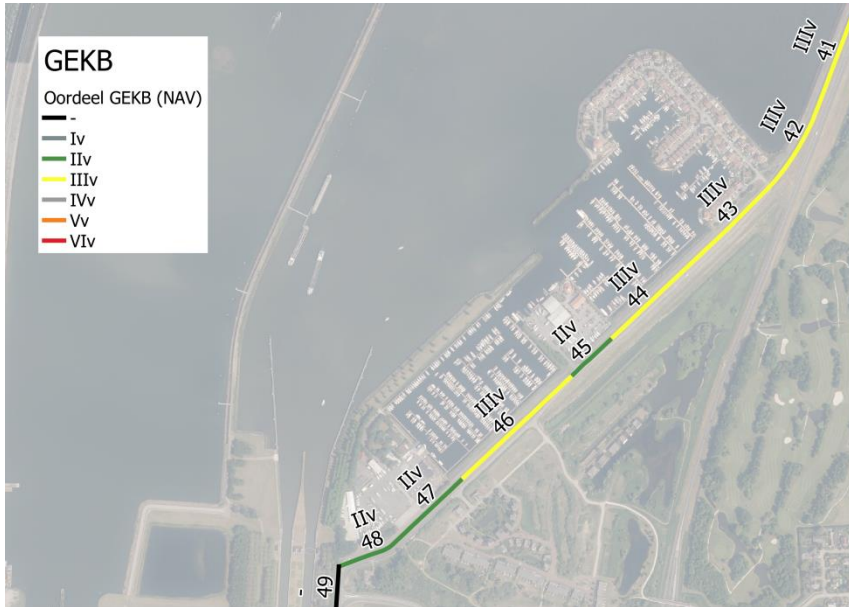 GEKB
Oordeel GEKB (NAV)
-
Iv
IIv
IIIv
IVv
Vv
VIv
IIIv
41
IIIv
42
IIIv
43
IIIv
44
IIv
45
IIIv
46
IIv
47
IIv
48
-
49